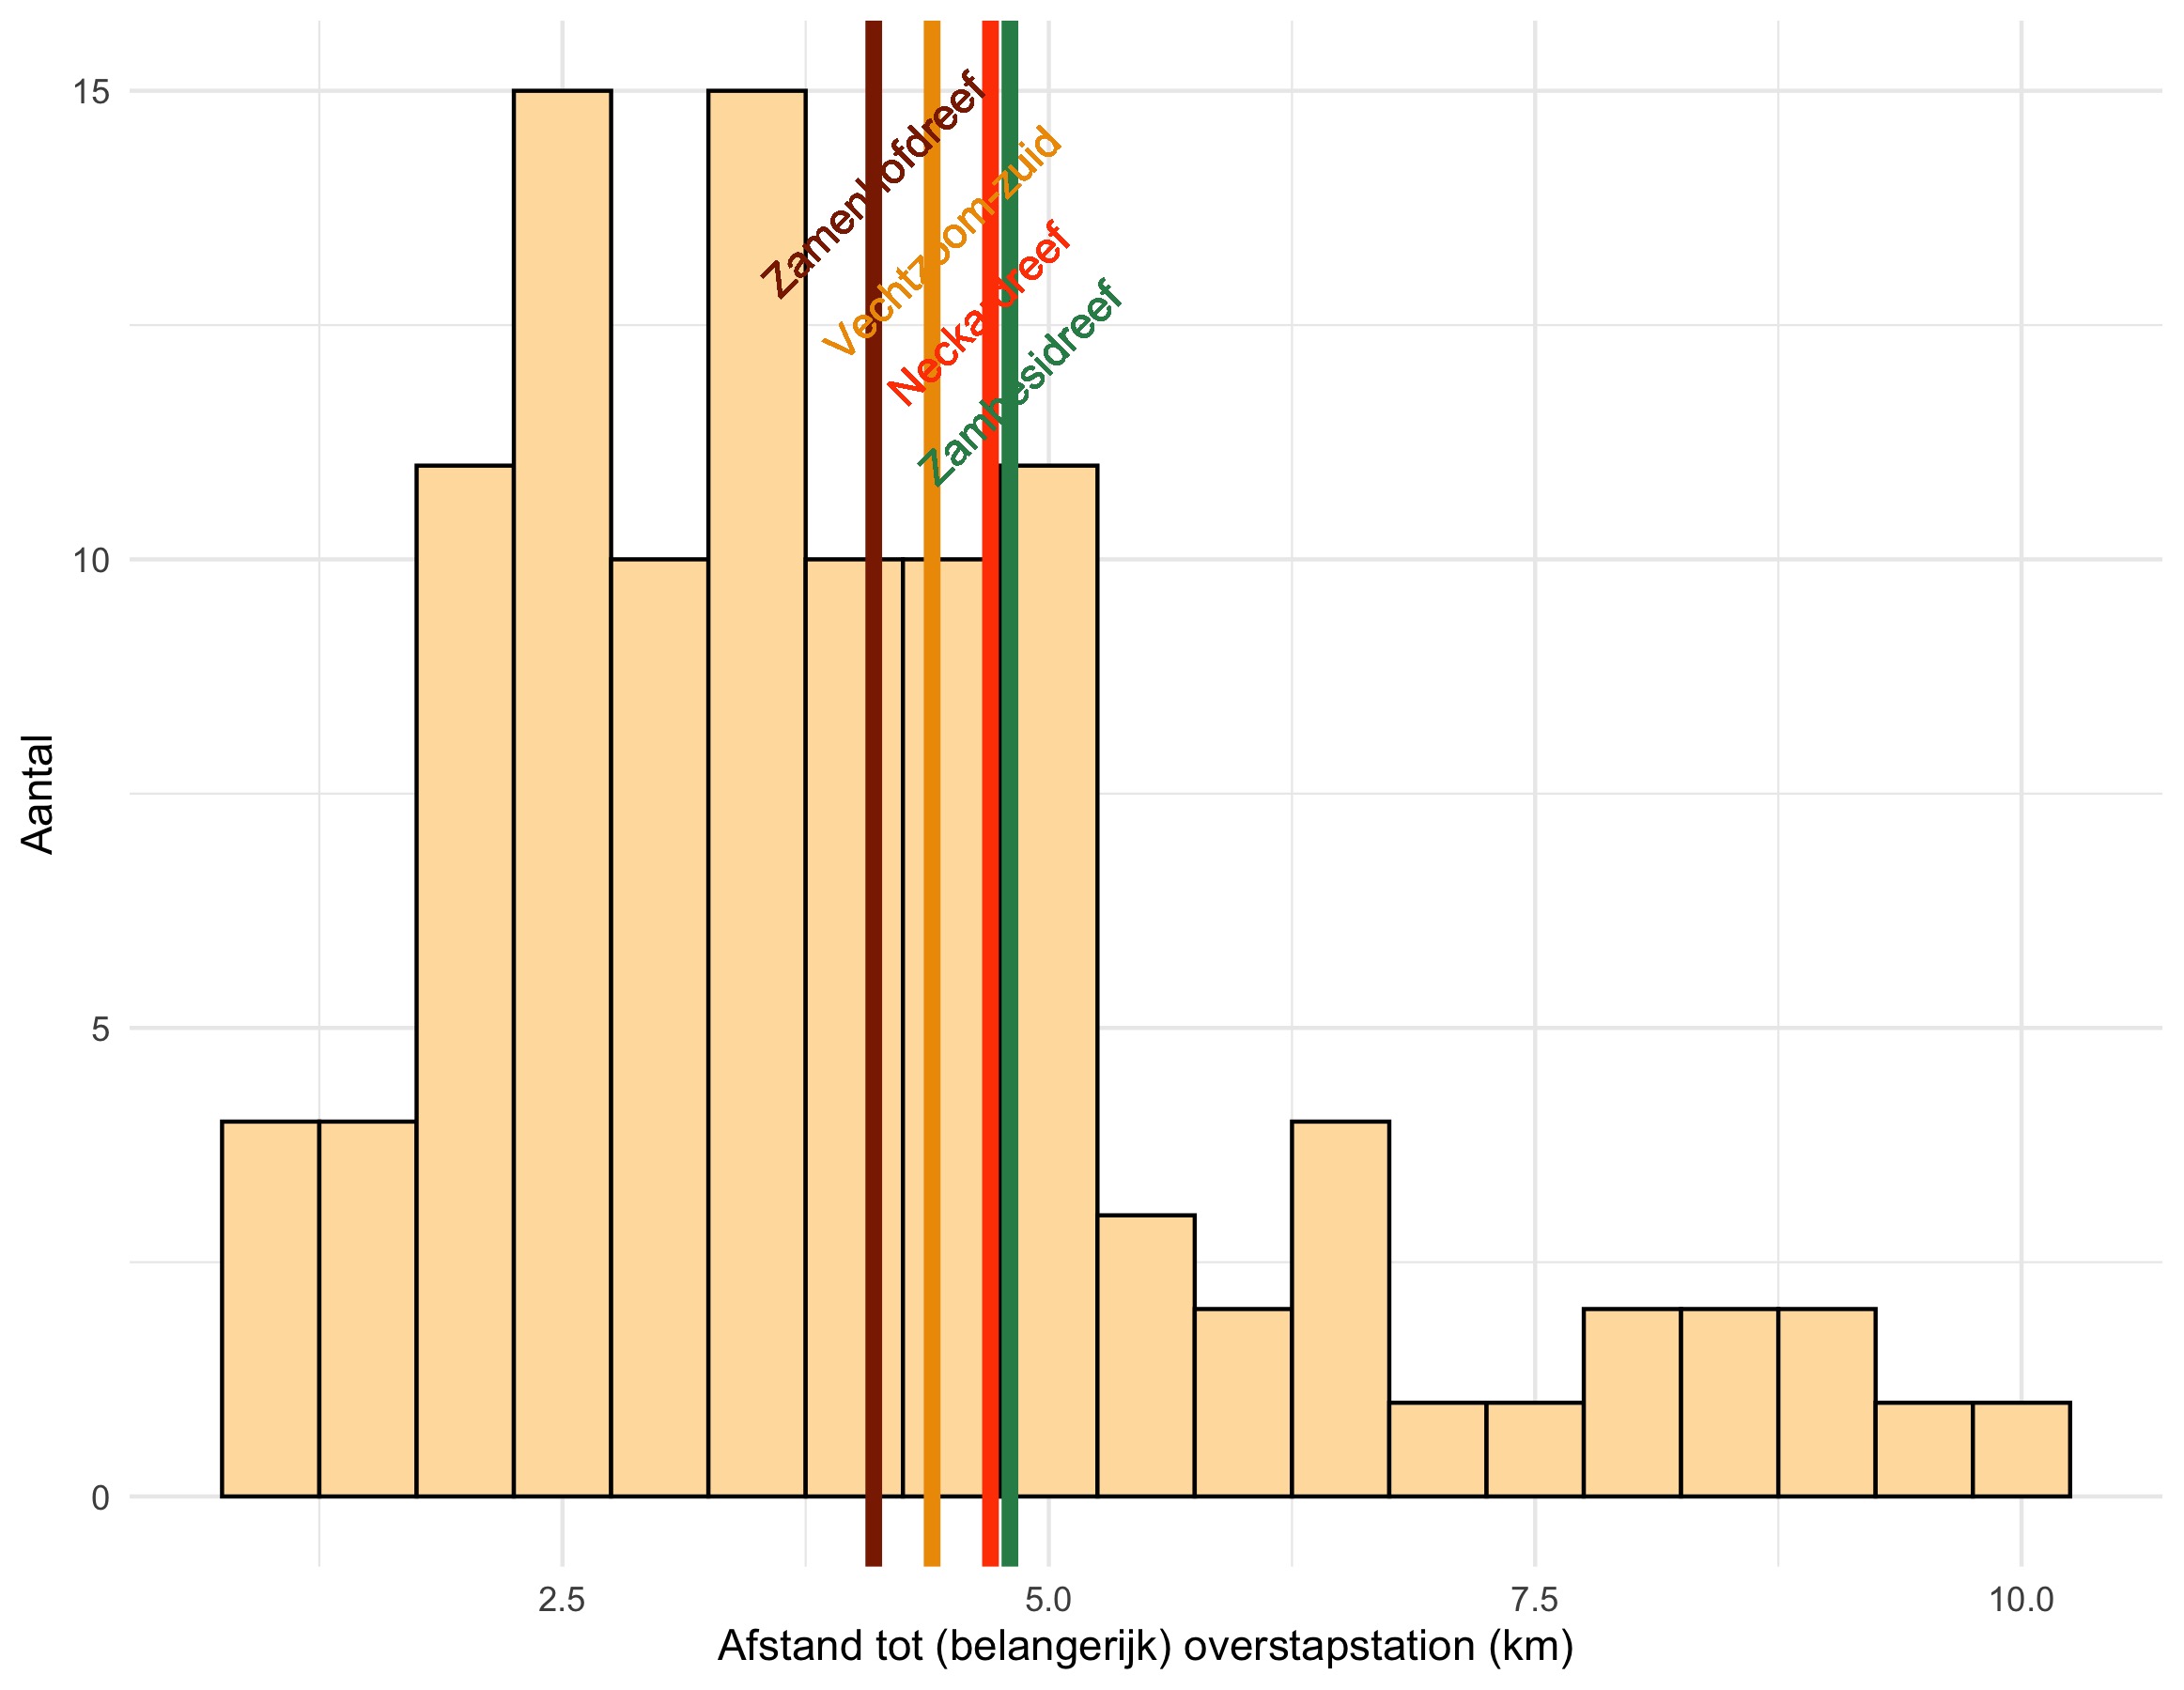 15
10
5
0
Aantal
Zamenhofdreef
Vechtzoom-zuid
Neckardreef
Zambesidreef
2.5 5.0 7.5 10.0
Afstand tot (belangerijk) overstapstation (km)